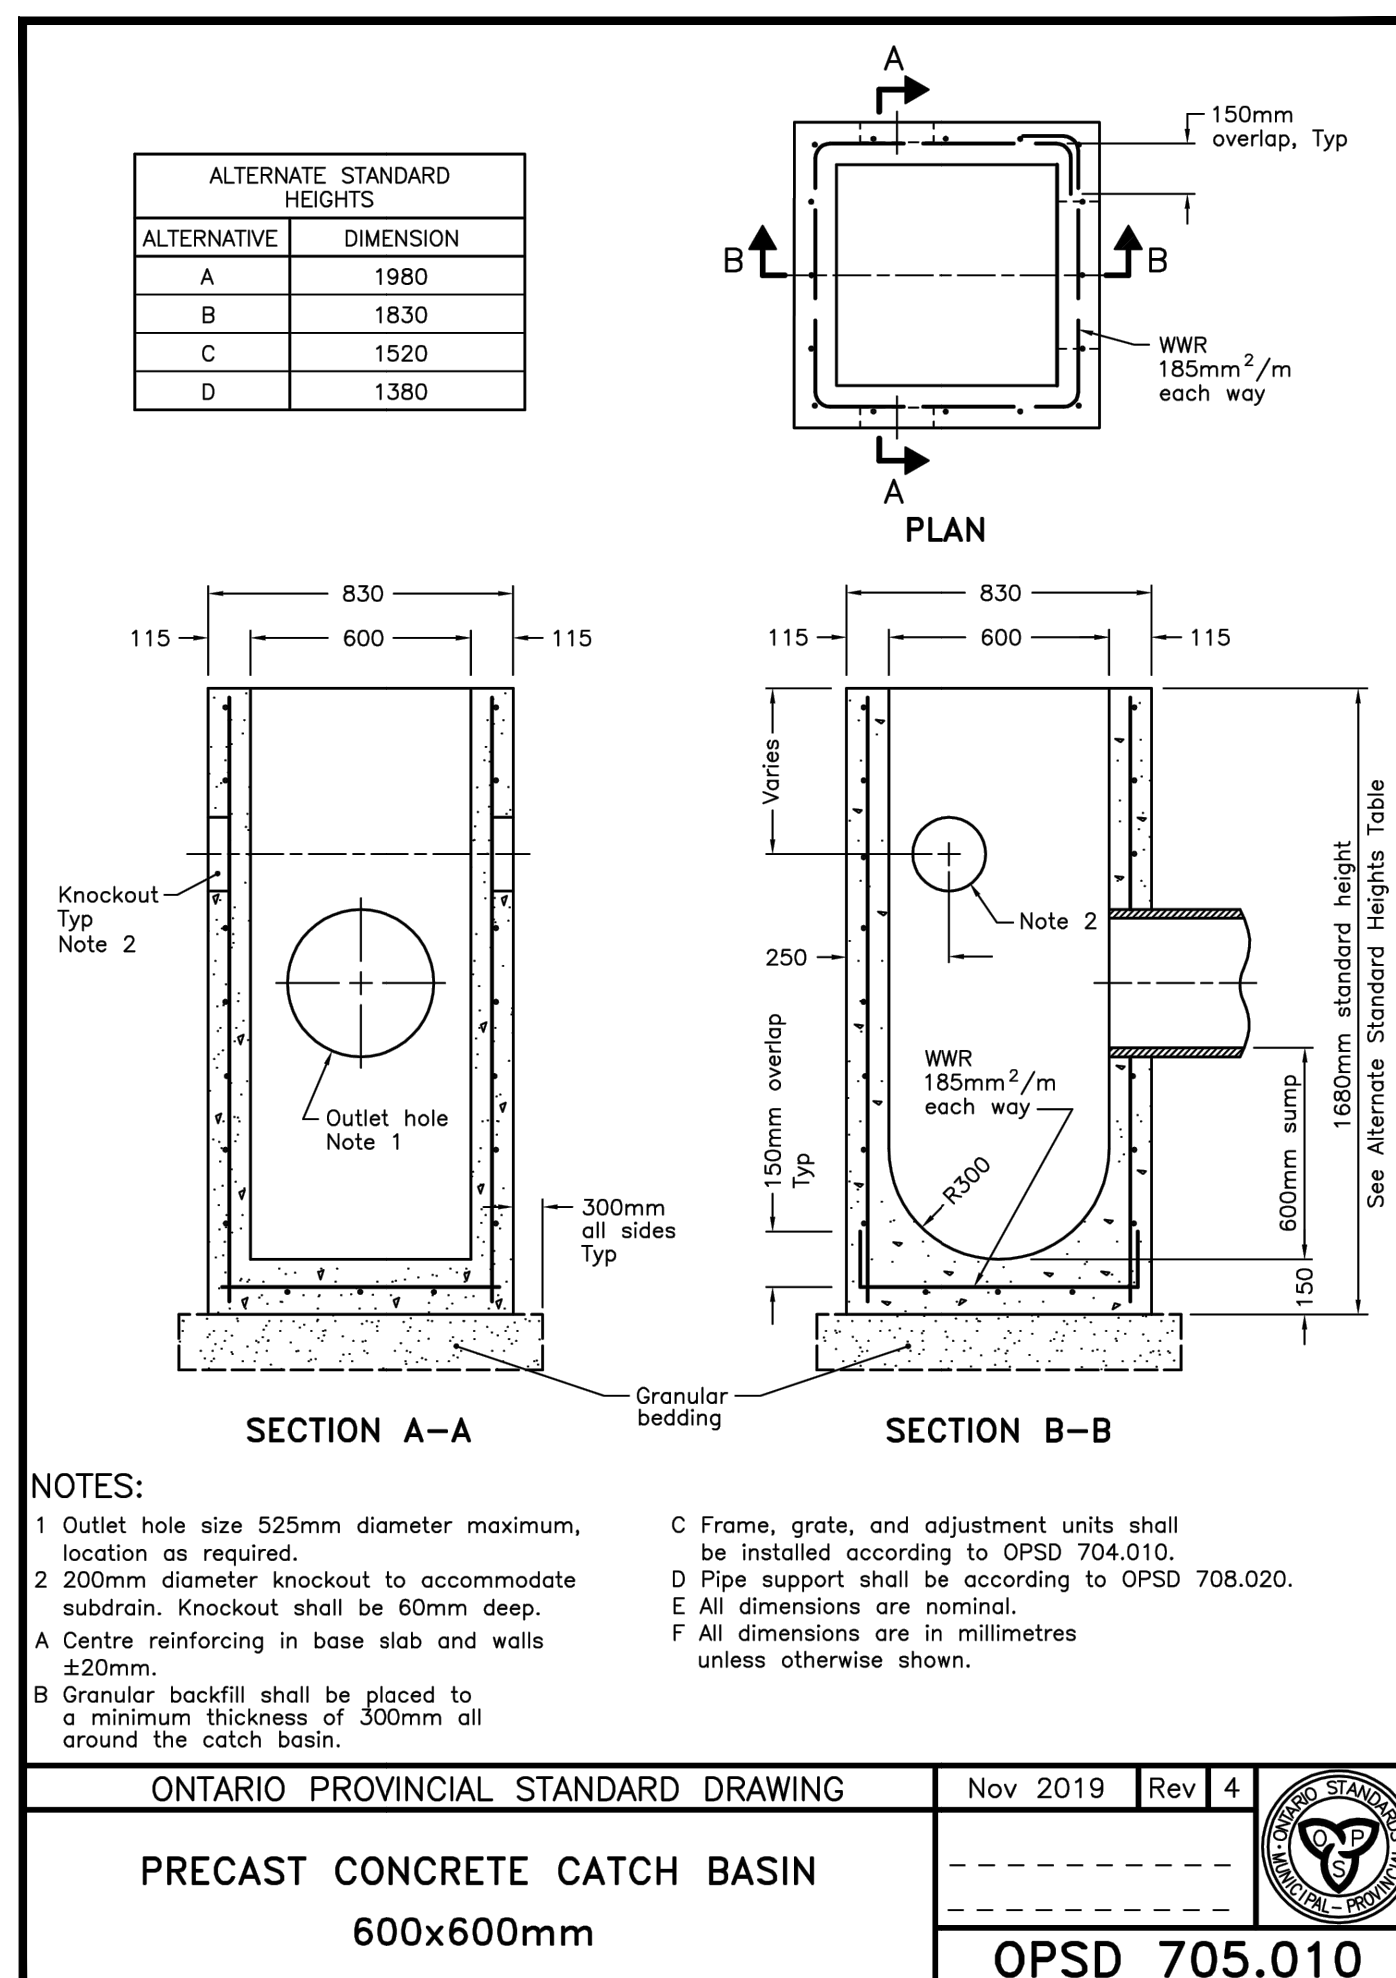 ALTERNATE STANDARD
HEIGHTS
ALTERNATIVE DIMENSION
A 1980
B 1830
C 1520
D 1380
A
150mm
overlap, Typ
B
B
WWR
185mm²/m
each way
A
PLAN
830
115 600 115
Knockout
Typ
Note 2
Outlet hole
Note 1
300mm
all sides
Typ
SECTION A-A
830
115 600 115
Varies
Note 2
250
150mm overlap
Typ
WWR
185mm²/m
each way
R300
600mm sump
150
1680mm standard height
See Alternate Standard Heights Table
Granular
bedding
SECTION B-B
NOTES:
1 Outlet hole size 525mm diameter maximum,
location as required.
2 200mm diameter knockout to accommodate
subdrain. Knockout shall be 60mm deep.
A Centre reinforcing in base slab and walls
±20mm.
B Granular backfill shall be placed to
a minimum thickness of 300mm all
around the catch basin.
C Frame, grate, and adjustment units shall
be installed according to OPSD 704.010.
D Pipe support shall be according to OPSD 708.020.
E All dimensions are nominal.
F All dimensions are in millimetres
unless otherwise shown.
ONTARIO PROVINCIAL STANDARD DRAWING
Nov 2019 Rev 4
PRECAST CONCRETE CATCH BASIN
600x600mm
ONTARIO STANDARDS
MUNICIPAL - PROVINCIAL
O P S
OPSD 705.010